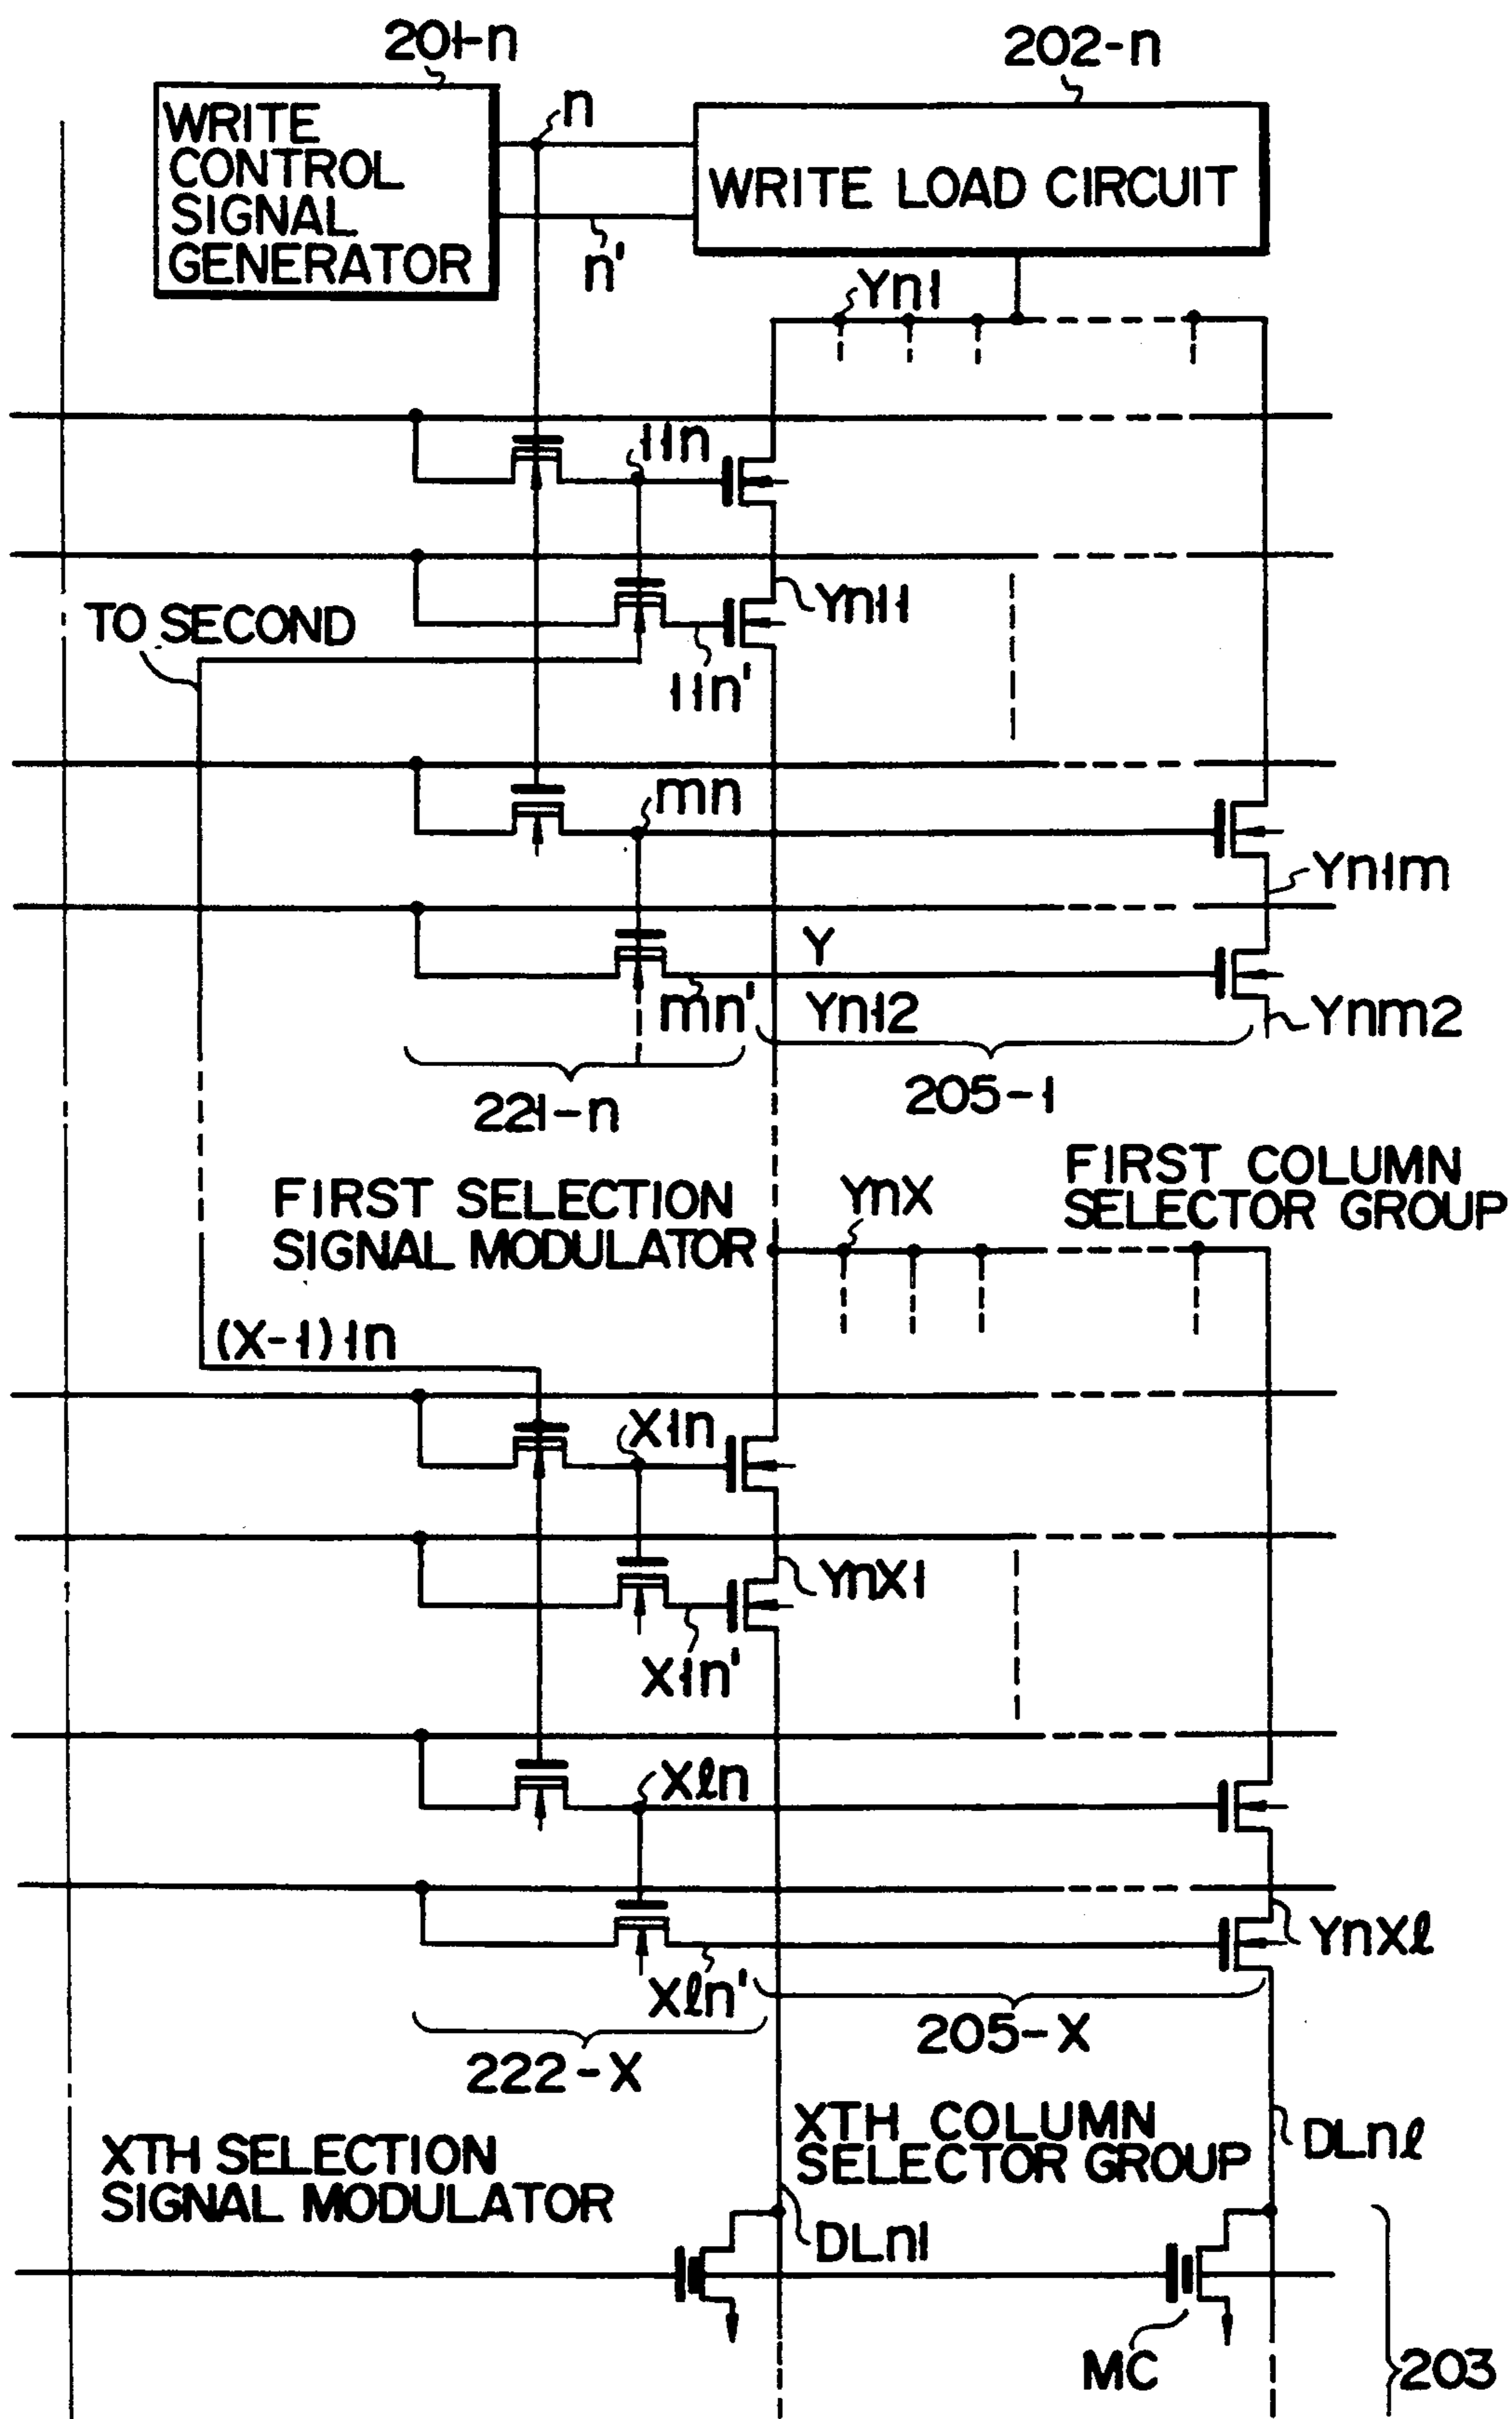 201-n
202-n
WRITE
CONTROL
SIGNAL
GENERATOR
n
n'
WRITE LOAD CIRCUIT
Yn1
11n
Yn11
TO SECOND
11n'
mn
Yn1m
Y
mn'
Yn12
Ynm2
221-n
205-1
FIRST SELECTION
SIGNAL MODULATOR
YnX
FIRST COLUMN
SELECTOR GROUP
(X-1)1n
X1n
YnX1
X1n'
Xℓn
YnXℓ
Xℓn'
205-X
222-X
XTH COLUMN
SELECTOR GROUP
DLnℓ
XTH SELECTION
SIGNAL MODULATOR
DLn1
MC
203